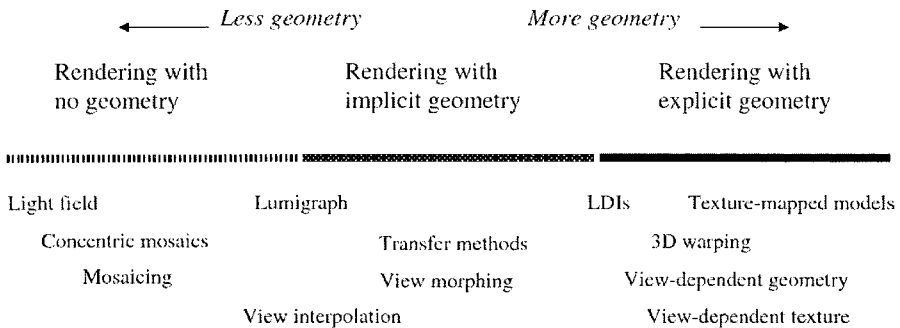 Less geometry More geometry
Rendering with no geometry
Rendering with implicit geometry
Rendering with explicit geometry
Light field Lumigraph LDIs Texture-mapped models
Concentric mosaics Transfer methods 3D warping
Mosaicing View morphing View-dependent geometry
View interpolation View-dependent texture